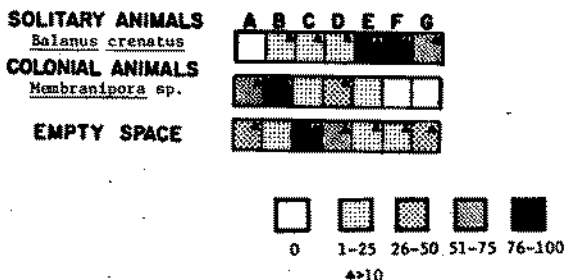 SOLITARY ANIMALS
A B C D E F G
Balanus crenatus
COLONIAL ANIMALS
Membranipora sp.
EMPTY SPACE
0 1-25 26-50 51-75 76-100
▲>10